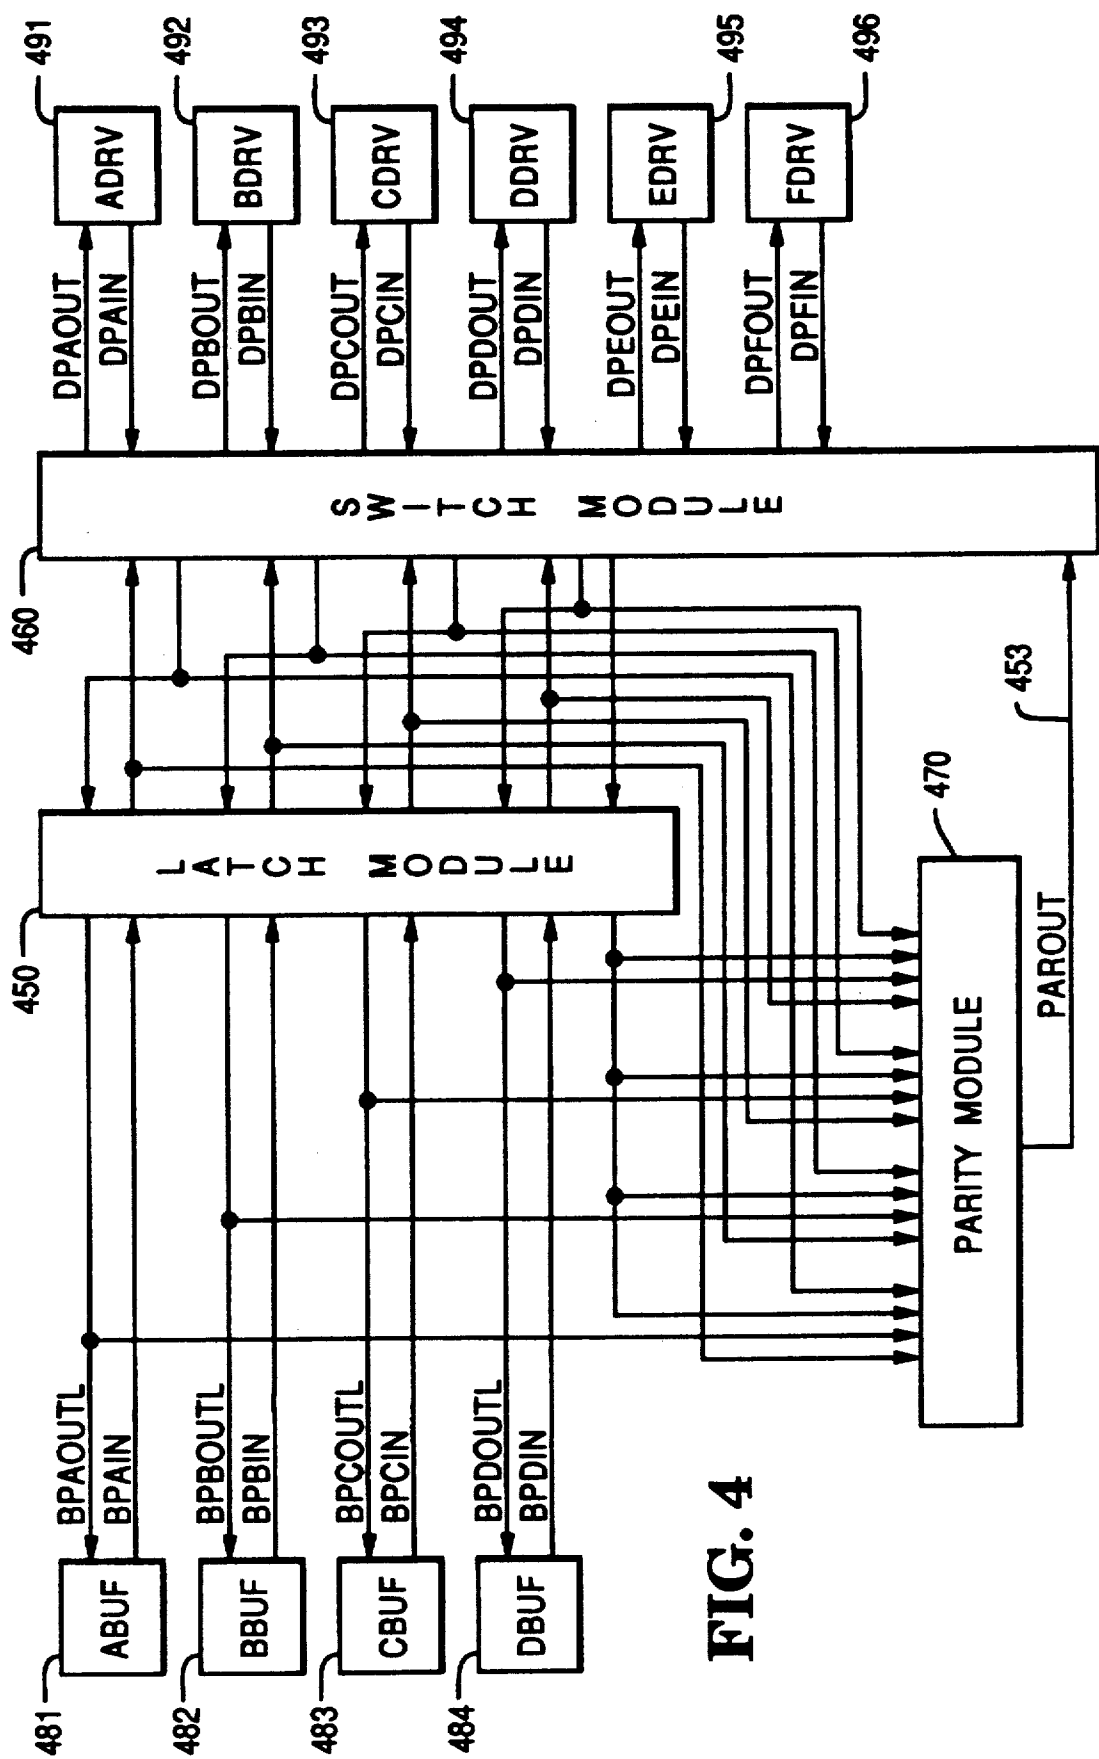 481
ABUF
BPAOUTL
BPAIN
482
BBUF
BPBOUTL
BPBIN
483
CBUF
BPCOUTL
BPCIN
484
DBUF
BPDOUTL
BPDIN
450
LATCH MODULE
460
SWITCH MODULE
DPAOUT
DPAIN
ADRV
491
DPBOUT
DPBIN
BDRV
492
DPCOUT
DPCIN
CDRV
493
DPDOUT
DPDIN
DDRV
494
DPEOUT
DPEIN
EDRV
495
DPFOUT
DPFIN
FDRV
496
PARITY MODULE
470
PAROUT
453
FIG. 4